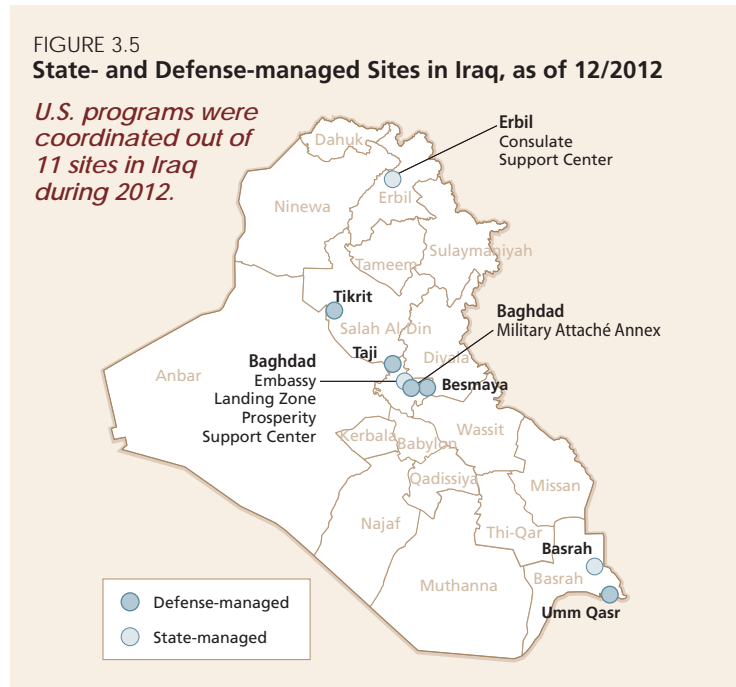 FIGURE 3.5
State- and Defense-managed Sites in Iraq, as of 12/2012
U.S. programs were
coordinated out of
11 sites in Iraq
during 2012.
Erbil
Consulate
Support Center
Dahuk
Ninewa
Erbil
Sulaymaniyah
Tameem
Tikrit
Salah Al-Din
Baghdad
Military Attaché Annex
Taji
Diyala
Baghdad
Embassy
Landing Zone
Prosperity
Support Center
Anbar
Besmaya
Kerbala
Babylon
Wassit
Qadissiya
Missan
Najaf
Thi-Qar
Basrah
Basrah
Muthanna
Umm Qasr
Defense-managed
State-managed